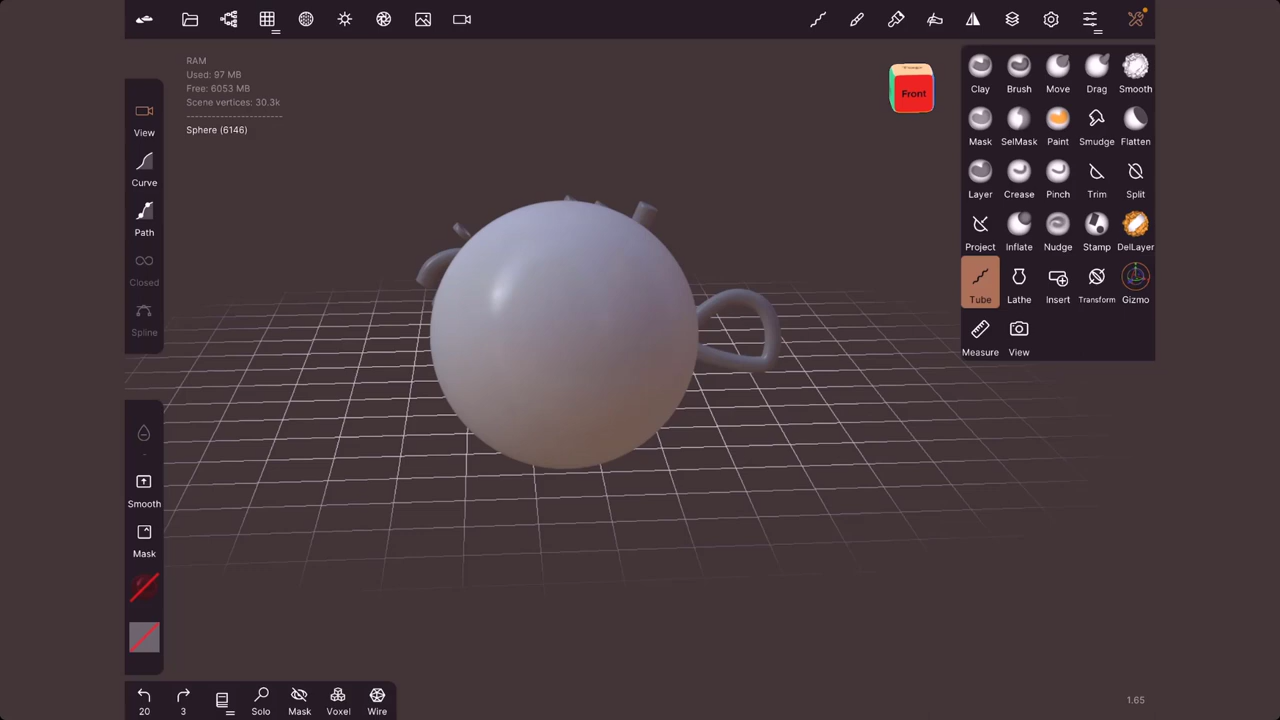 RAM
Used: 97 MB
Free: 6053 MB
Scene vertices: 30.3k
----------------------
Sphere (6146)
Front
View
Curve
Path
Closed
Spline
-
Smooth
Mask
Clay Brush Move Drag Smooth
Mask SelMask Paint Smudge Flatten
Layer Crease Pinch Trim Split
Project Inflate Nudge Stamp DelLayer
Tube Lathe Insert Transform Gizmo
Measure View
20 3 Solo Mask Voxel Wire
1.65